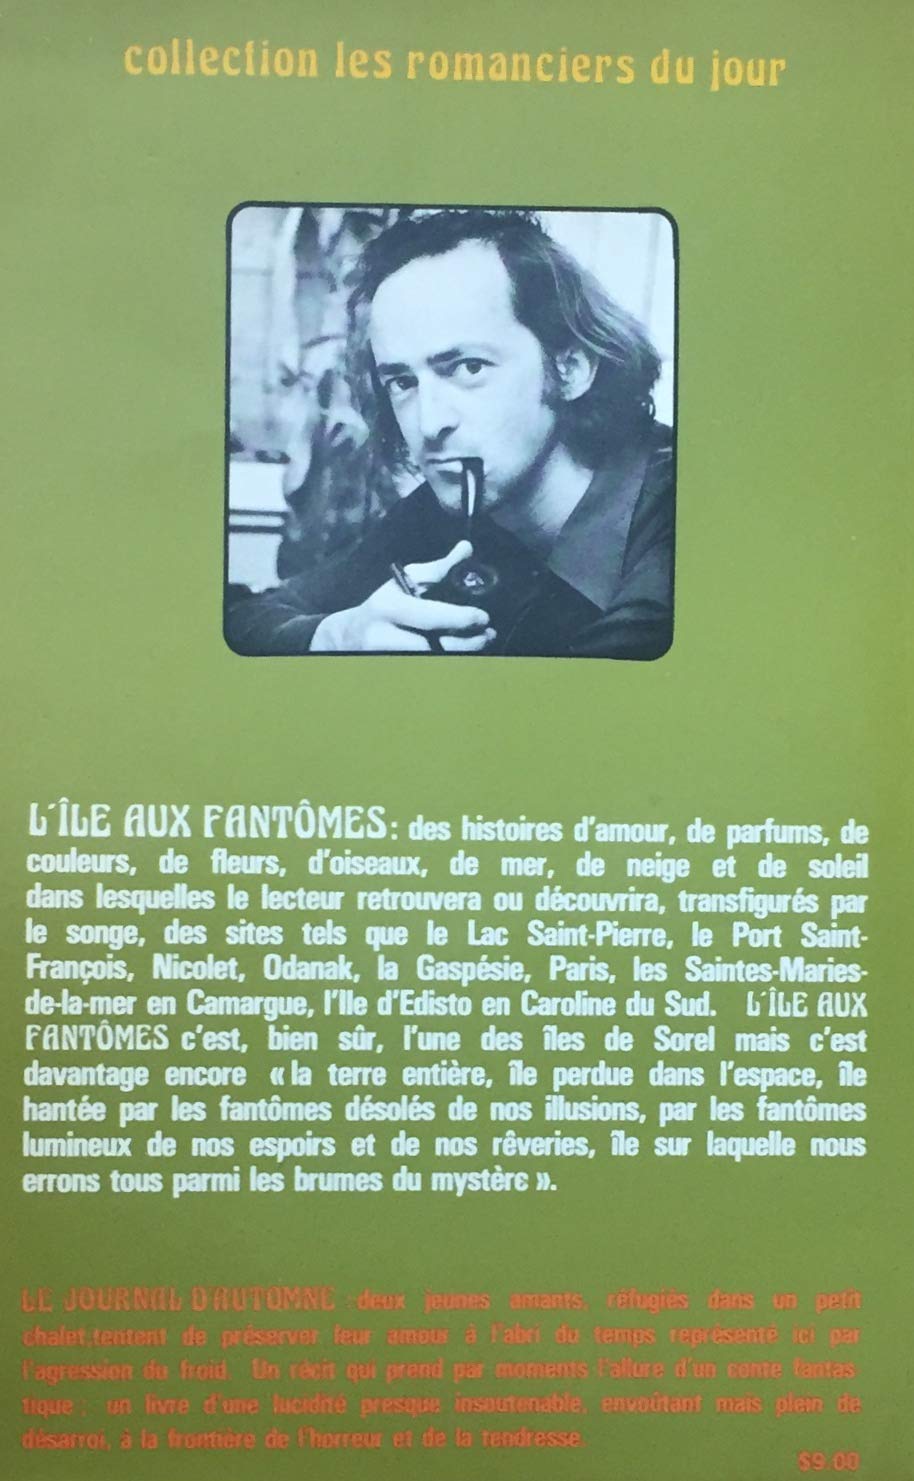 collection les romanciers du jour
L'ÎLE AUX FANTÔMES: des histoires d'amour, de parfums, de
couleurs, de fleurs, d'oiseaux, de mer, de neige et de soleil
dans lesquelles le lecteur retrouvera ou découvrira, transfigurés par
le songe, des sites tels que le Lac Saint-Pierre, le Port Saint-
François, Nicolet, Odanak, la Gaspésie, Paris, les Saintes-Maries-
de-la-mer en Camargue, l'Ile d'Edisto en Caroline du Sud. L'ÎLE AUX
FANTÔMES c'est, bien sûr, l'une des îles de Sorel mais c'est
davantage encore « la terre entière, île perdue dans l'espace, île
hantée par les fantômes désolés de nos illusions, par les fantômes
lumineux de nos espoirs et de nos rêveries, île sur laquelle nous
errons tous parmi les brumes du mystère ».
LE JOURNAL D'AUTOMNE : deux jeunes amants, réfugiés dans un petit
chalet, tentent de préserver leur amour à l'abri du temps représenté ici par
l'agression du froid. Un récit qui prend par moments l'allure d'un conte fantas-
tique ; un livre d'une lucidité presque insoutenable, envoûtant mais plein de
désarroi, à la frontière de l'horreur et de la tendresse.
$9.00